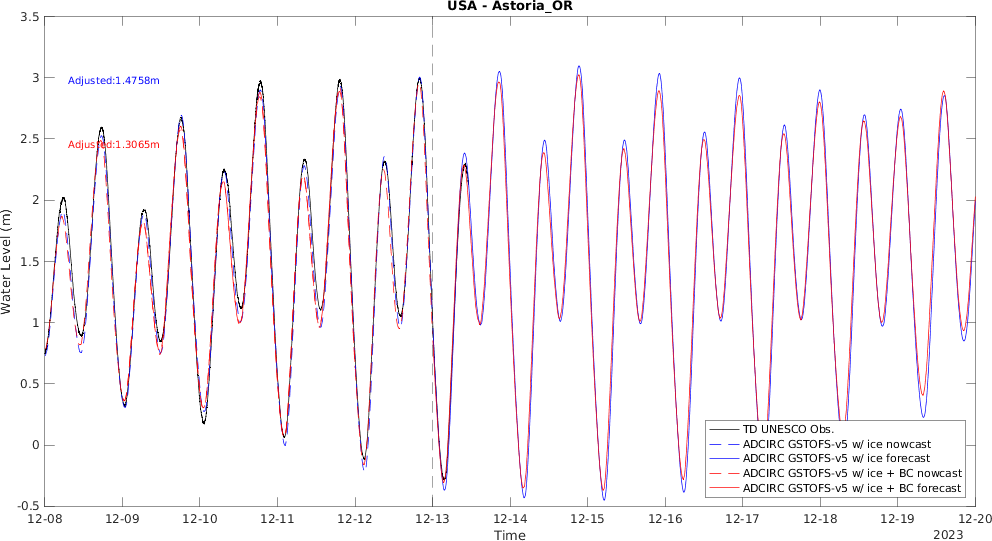 USA - Astoria_OR
3.5
3
2.5
2
1.5
1
0.5
0
-0.5
Water Level (m)
Adjusted:1.4758m
Adjusted:1.3065m
TD UNESCO Obs.
ADCIRC GSTOFS-v5 w/ ice nowcast
ADCIRC GSTOFS-v5 w/ ice forecast
ADCIRC GSTOFS-v5 w/ ice + BC nowcast
ADCIRC GSTOFS-v5 w/ ice + BC forecast
12-08 12-09 12-10 12-11 12-12 12-13 12-14 12-15 12-16 12-17 12-18 12-19 12-20
Time
2023